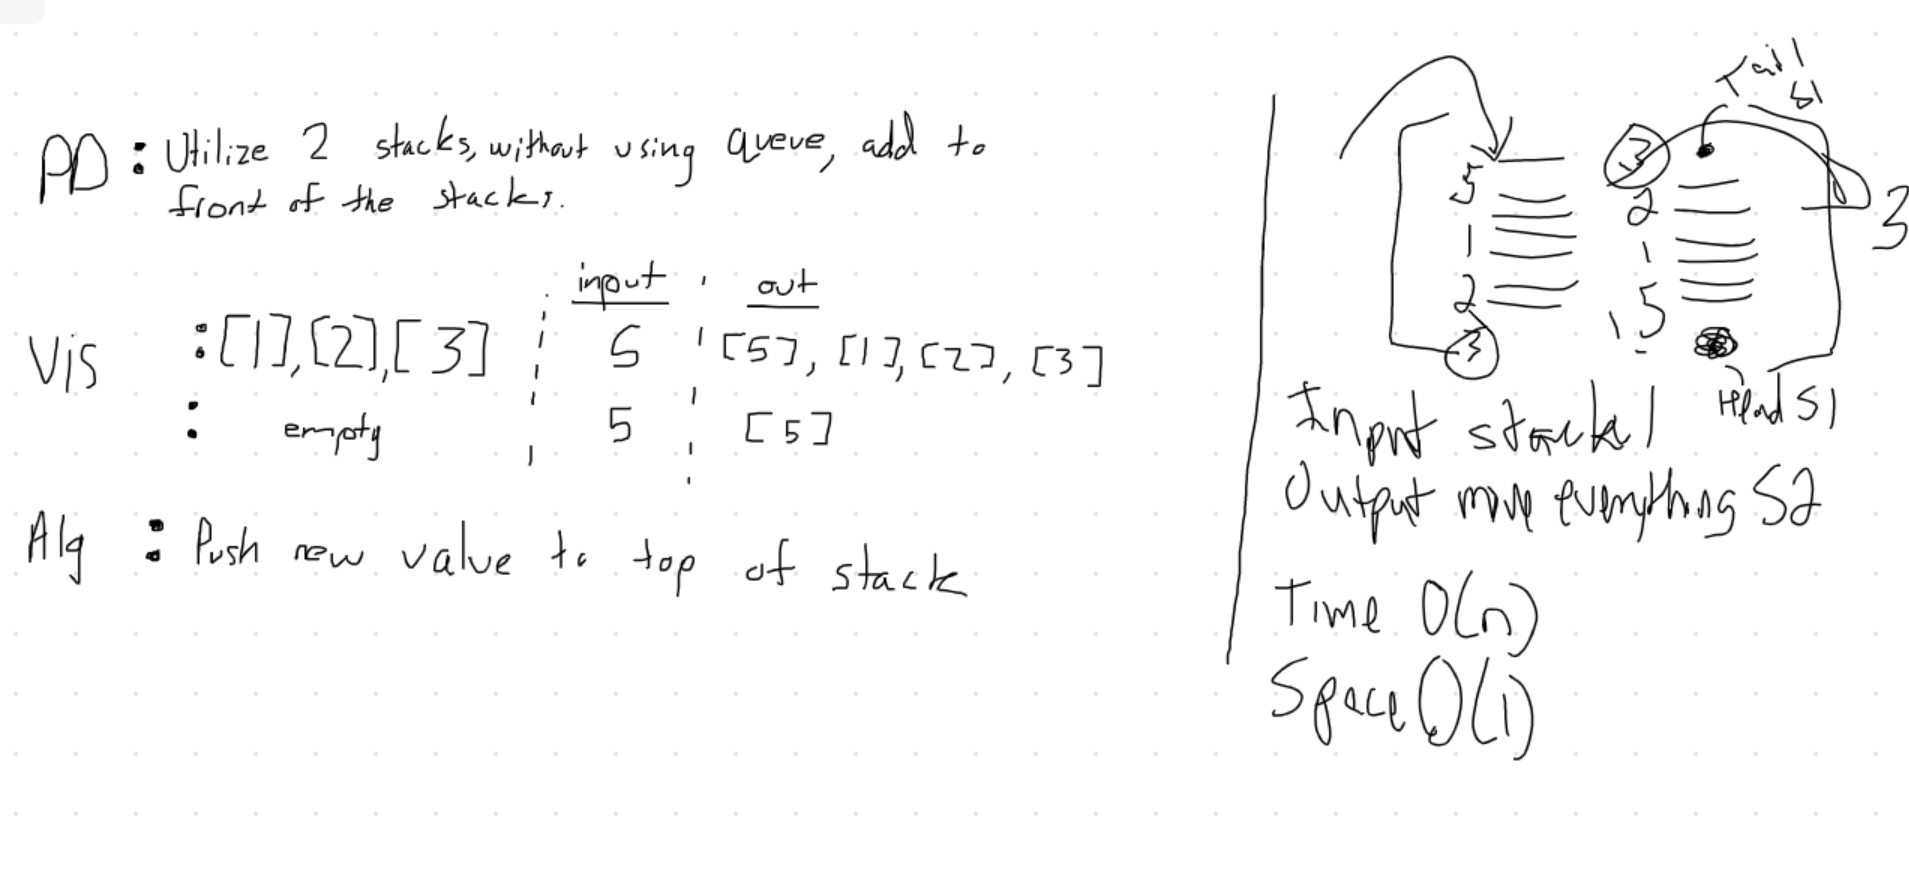 PD : Utilize 2 stacks, without using queue, add to
front of the stacks.
input out
Vis : [1], [2], [3] 5 [5], [1], [2], [3]
: empty 5 [5]
Alg : Push new value to top of stack
Tail
S1
5
1
2
3
3
2
1
5
3
Head S1
Input stack 1
Output move everything S2
Time O(n)
Space O(1)